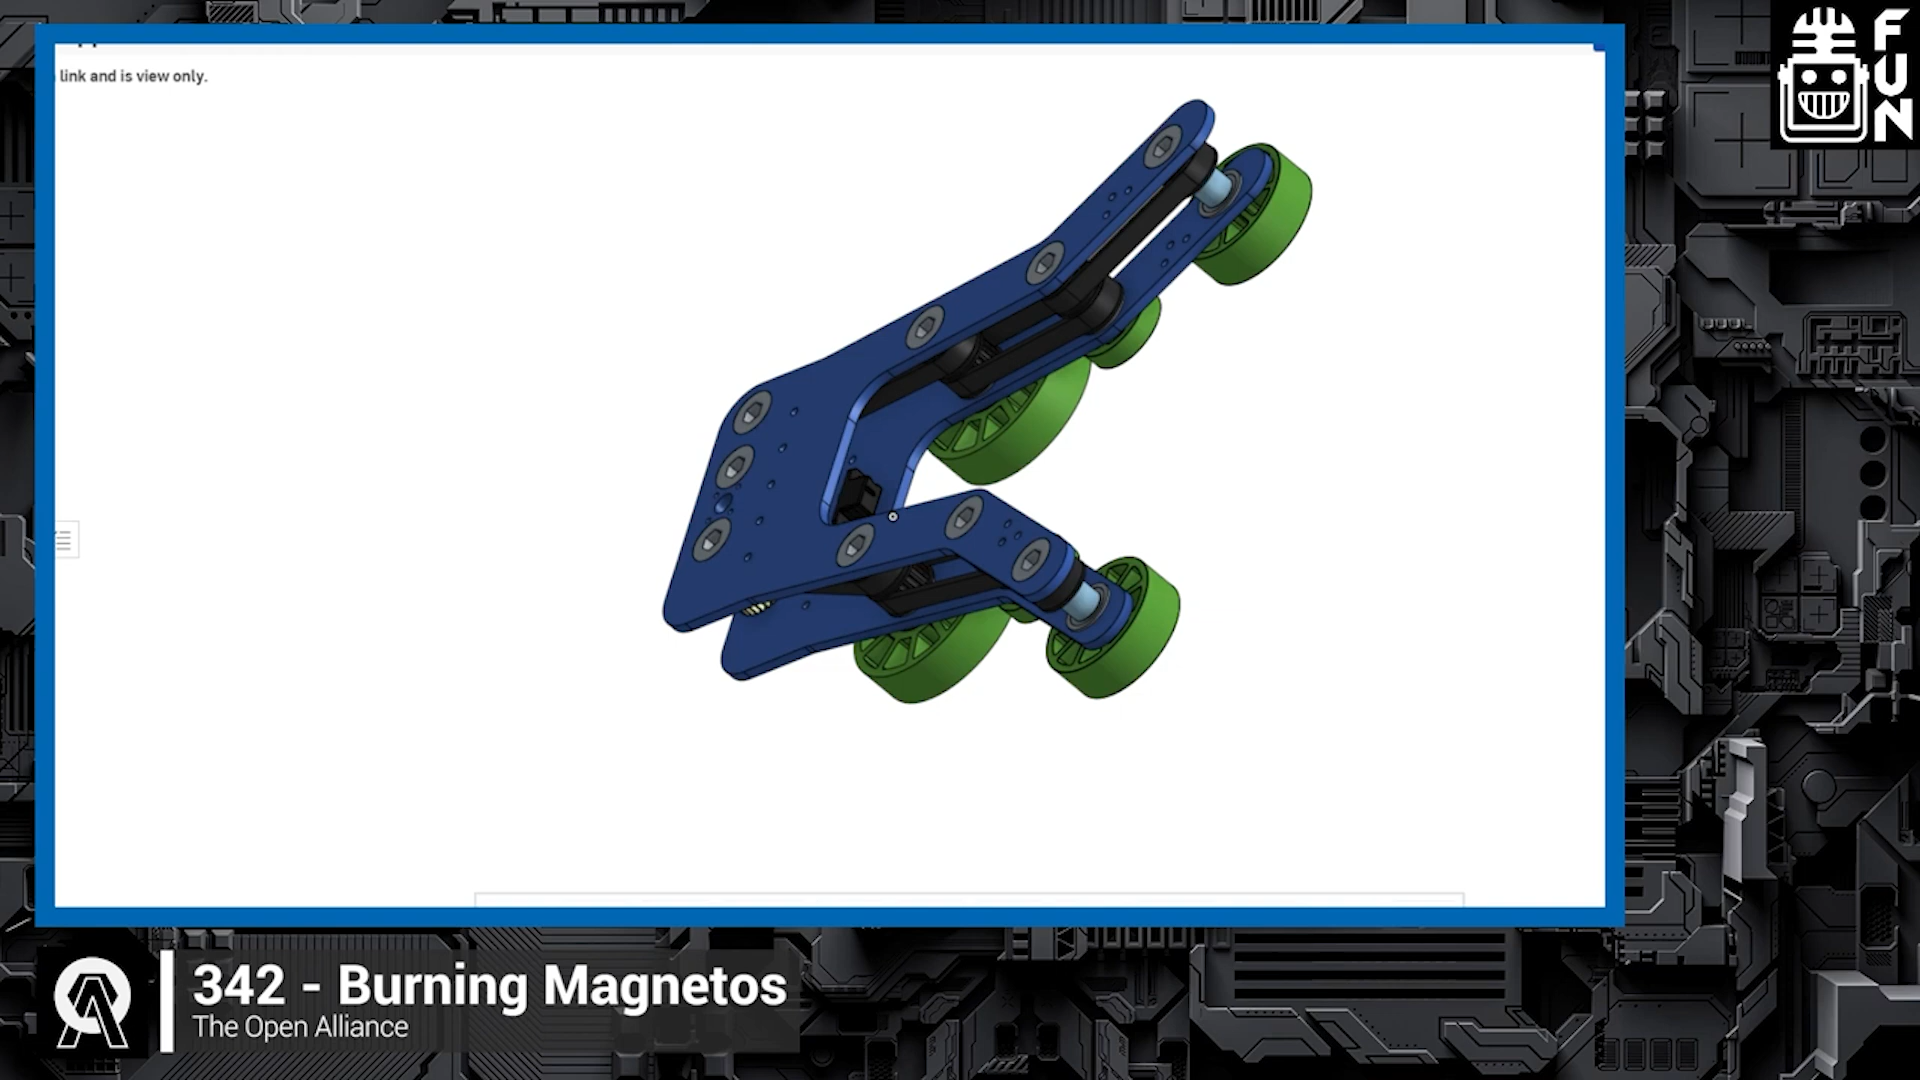 link and is view only.
FUN
342 - Burning Magnetos
The Open Alliance